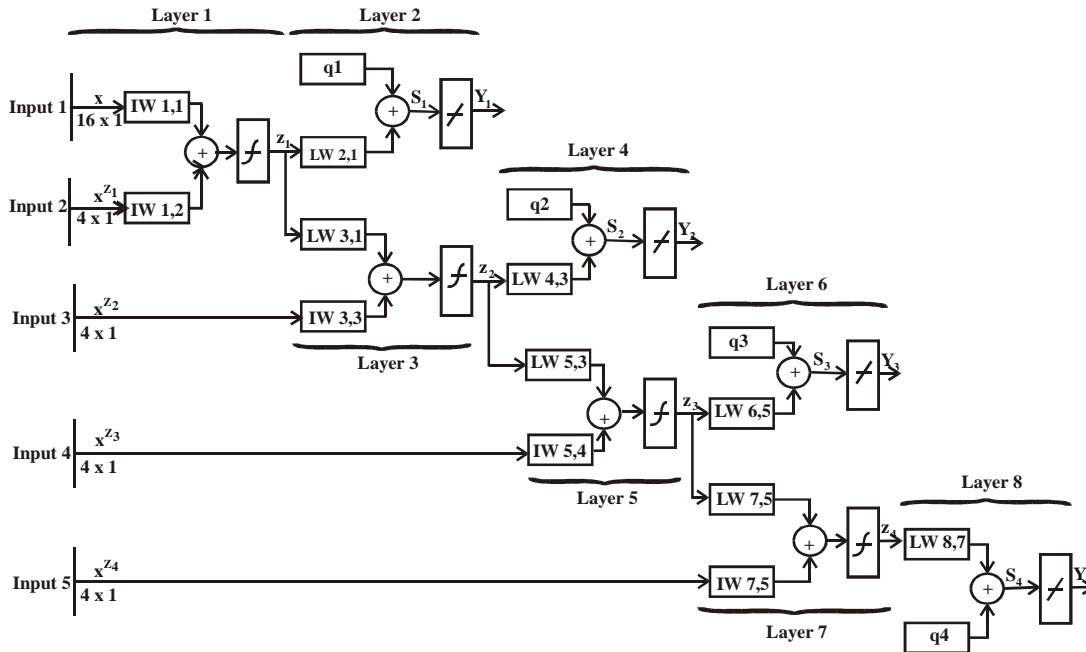 Layer 1
Layer 2
q1
Input 1
x
16 x 1
IW 1,1
+
z1
LW 2,1
+
S1
Y1
Input 2
x^z1
4 x 1
IW 1,2
Layer 4
q2
LW 3,1
+
z2
LW 4,3
+
S2
Y2
Input 3
x^z2
4 x 1
IW 3,3
Layer 3
Layer 6
q3
LW 5,3
+
z3
LW 6,5
+
S3
Y3
Input 4
x^z3
4 x 1
IW 5,4
Layer 5
Layer 8
LW 7,5
+
z4
LW 8,7
+
S4
Y
Input 5
x^z4
4 x 1
IW 7,5
Layer 7
q4